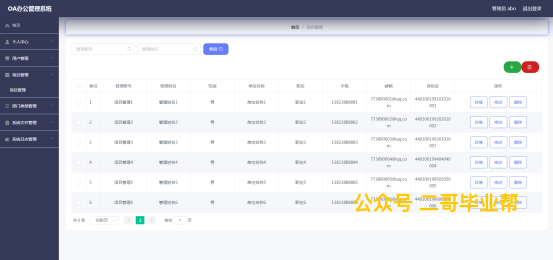 OA办公管理系统
管理员 abo 退出登录
首页
首页 / 项目管理
个人中心
用户管理
项目管理
项目管理
部门类型管理
系统文件管理
系统日志管理
管理账号
管理姓名
查询
索引 管理账号 管理姓名 性别 单位名称 职位 手机 邮箱 身份证 操作
1 项目管理1 管理姓名1 男 单位名称1 职位1 13823888881 773890001@qq.com 440300199101010001 详情 修改 删除
2 项目管理2 管理姓名2 男 单位名称2 职位2 13823888882 773890002@qq.com 440300199202020002 详情 修改 删除
3 项目管理3 管理姓名3 男 单位名称3 职位3 13823888883 773890003@qq.com 440300199303030003 详情 修改 删除
4 项目管理4 管理姓名4 男 单位名称4 职位4 13823888884 773890004@qq.com 440300199404040004 详情 修改 删除
5 项目管理5 管理姓名5 男 单位名称5 职位5 13823888885 773890005@qq.com 440300199505050005 详情 修改 删除
6 项目管理6 管理姓名6 男 单位名称6 职位6 详情 修改 删除
公众号 二哥毕业帮
共 6 条 1 前往 页